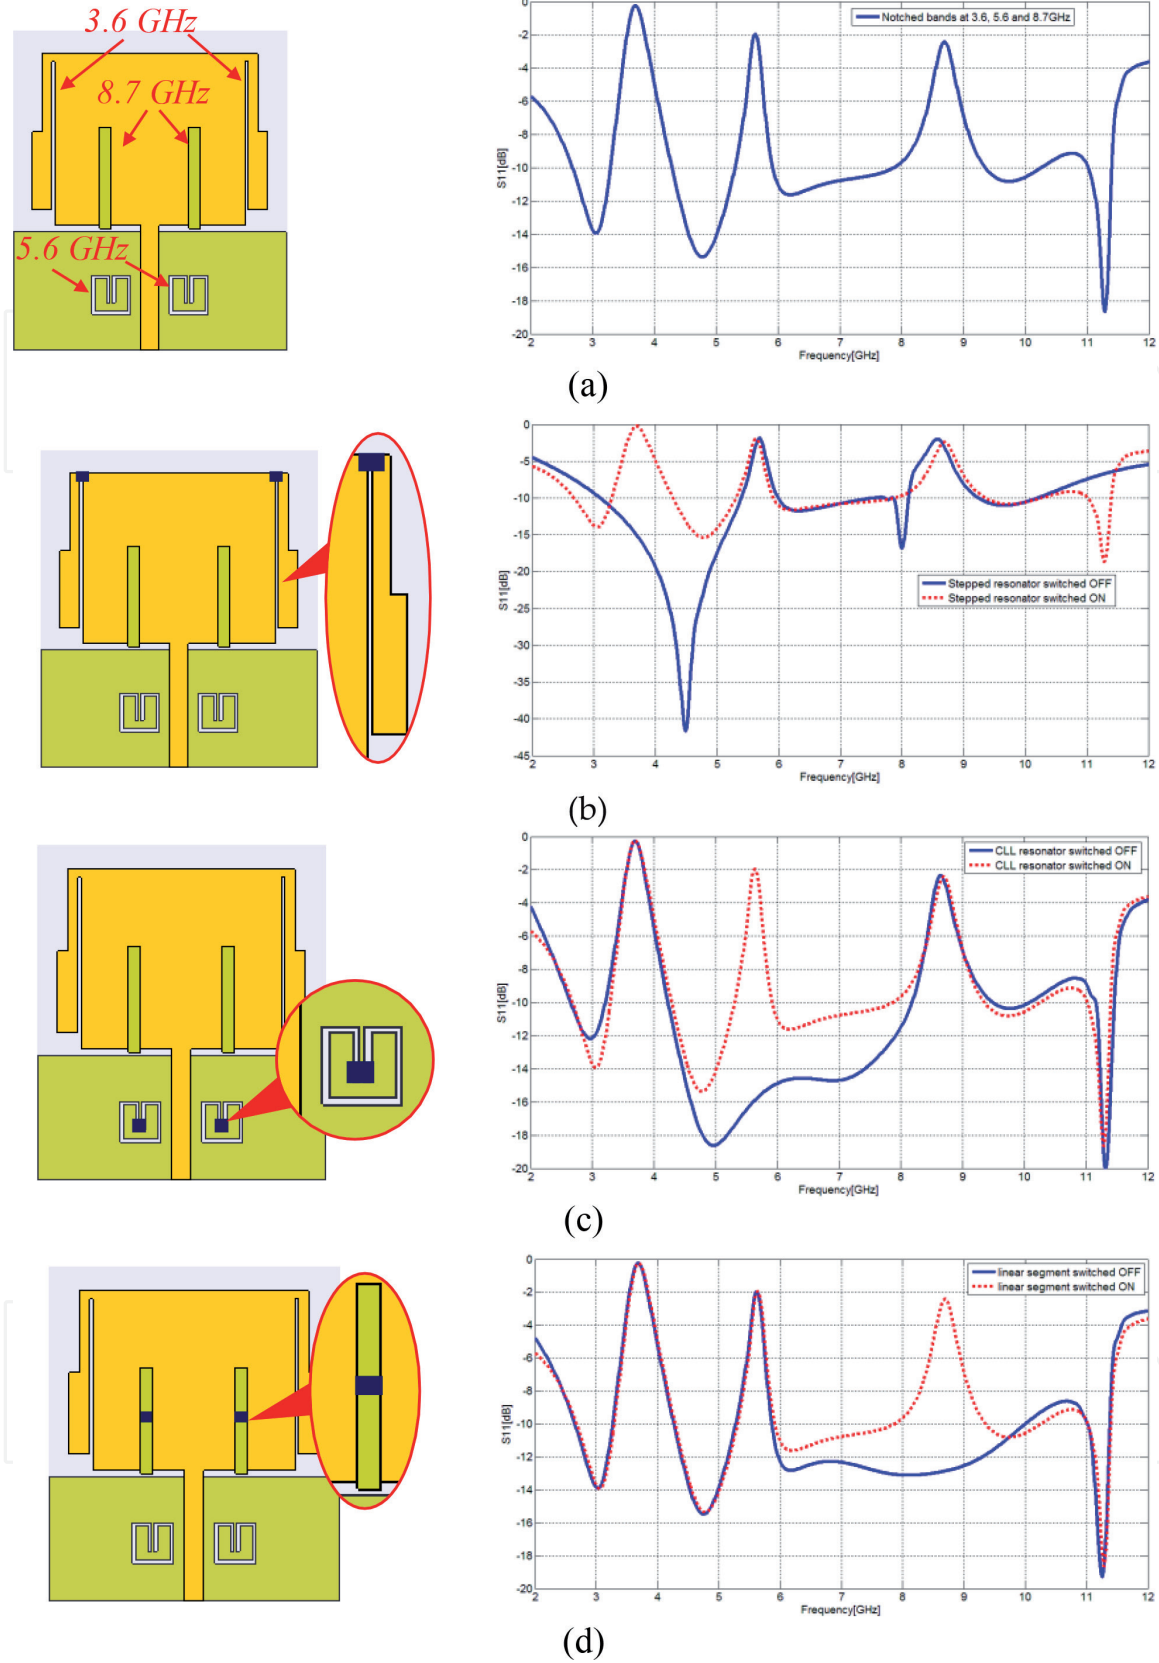 3.6 GHz
8.7 GHz
5.6 GHz
Notched bands at 3.6, 5.6 and 8.7GHz
0
-2
-4
-6
-8
-10
-12
-14
-16
-18
-20
S11[dB]
2 3 4 5 6 7 8 9 10 11 12
Frequency[GHz]
(a)
0
-5
-10
-15
-20
-25
-30
-35
-40
-45
S11[dB]
Stepped resonator switched OFF
Stepped resonator switched ON
2 3 4 5 6 7 8 9 10 11 12
Frequency[GHz]
(b)
CLL resonator switched OFF
CLL resonator switched ON
0
-2
-4
-6
-8
-10
-12
-14
-16
-18
-20
S11[dB]
2 3 4 5 6 7 8 9 10 11 12
Frequency[GHz]
(c)
linear segment switched OFF
linear segment switched ON
0
-2
-4
-6
-8
-10
-12
-14
-16
-18
-20
S11[dB]
2 3 4 5 6 7 8 9 10 11 12
Frequency[GHz]
(d)